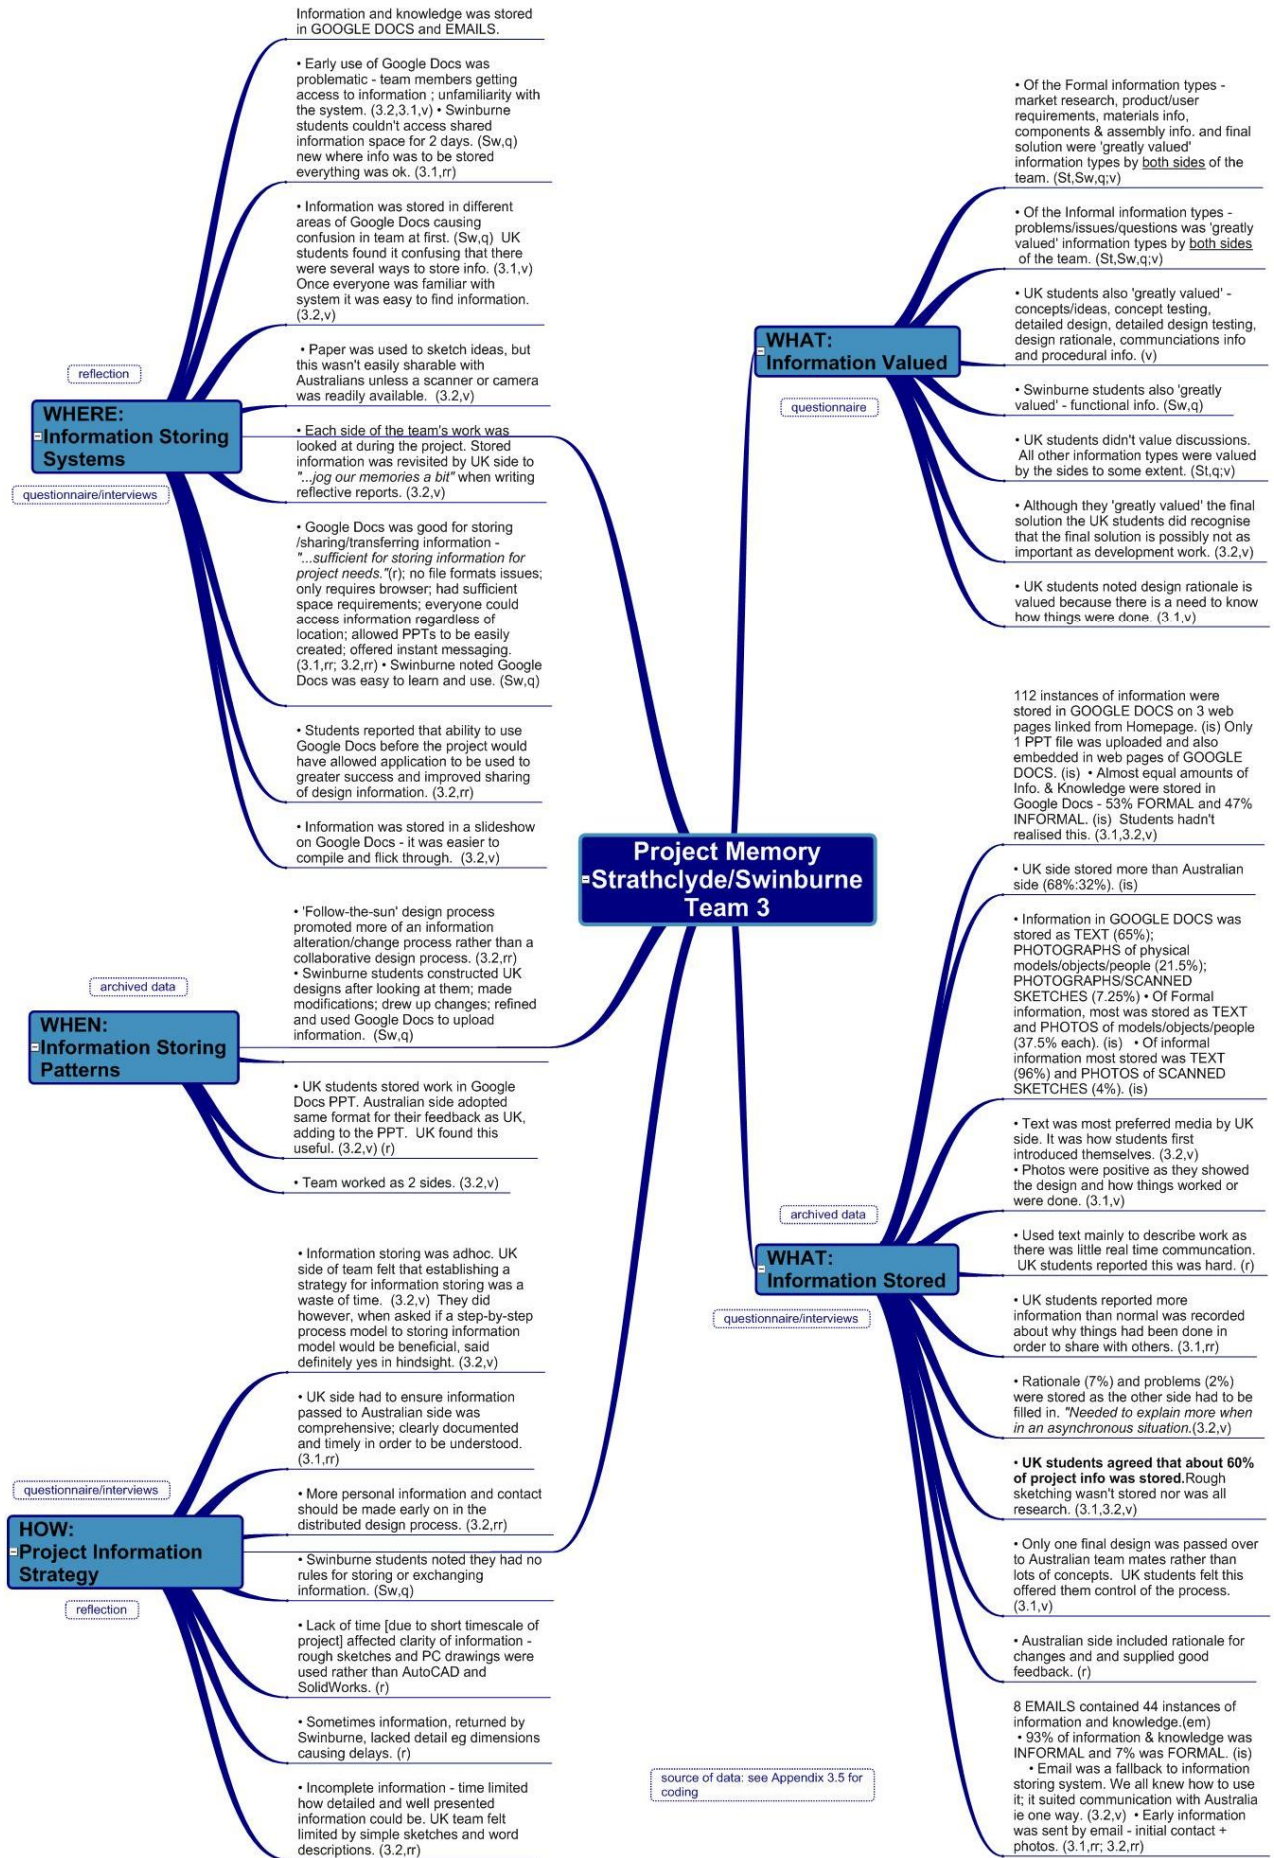 Information and knowledge was stored
in GOOGLE DOCS and EMAILS.
• Early use of Google Docs was
problematic - team members getting
access to information ; unfamiliarity with
the system. (3.2,3.1,v) • Swinburne
students couldn't access shared
information space for 2 days. (Sw,q)
new where info was to be stored
everything was ok. (3.1,rr)
• Information was stored in different
areas of Google Docs causing
confusion in team at first. (Sw,q)  UK
students found it confusing that there
were several ways to store info. (3.1,v)
Once everyone was familiar with
system it was easy to find information.
(3.2,v)
• Paper was used to sketch ideas, but
this wasn't easily sharable with
Australians unless a scanner or camera
was readily available.  (3.2,v)
reflection
WHERE:
Information Storing
Systems
questionnaire/interviews
• Each side of the team's work was
looked at during the project. Stored
information was revisited by UK side to
"...jog our memories a bit" when writing
reflective reports. (3.2,v)
• Google Docs was good for storing
/sharing/transferring information -
"...sufficient for storing information for
project needs."(r); no file formats issues;
only requires browser; had sufficient
space requirements; everyone could
access information regardless of
location; allowed PPTs to be easily
created; offered instant messaging.
(3.1,rr; 3.2,rr) • Swinburne noted Google
Docs was easy to learn and use. (Sw,q)
• Students reported that ability to use
Google Docs before the project would
have allowed application to be used to
greater success and improved sharing
of design information. (3.2,rr)
• Information was stored in a slideshow
on Google Docs - it was easier to
compile and flick through.  (3.2,v)
• 'Follow-the-sun' design process
promoted more of an information
alteration/change process rather than a
collaborative design process. (3.2,rr)
• Swinburne students constructed UK
designs after looking at them; made
modifications; drew up changes; refined
and used Google Docs to upload
information.  (Sw,q)
archived data
WHEN:
Information Storing
Patterns
• UK students stored work in Google
Docs PPT. Australian side adopted
same format for their feedback as UK,
adding to the PPT.  UK found this
useful. (3.2,v) (r)
• Team worked as 2 sides. (3.2,v)
• Information storing was adhoc. UK
side of team felt that establishing a
strategy for information storing was a
waste of time.  (3.2,v)  They did
however, when asked if a step-by-step
process model to storing information
model would be beneficial, said
definitely yes in hindsight. (3.2,v)
• UK side had to ensure information
passed to Australian side was
comprehensive; clearly documented
and timely in order to be understood.
(3.1,rr)
questionnaire/interviews
• More personal information and contact
should be made early on in the
distributed design process. (3.2,rr)
HOW:
Project Information
Strategy
reflection
• Swinburne students noted they had no
rules for storing or exchanging
information. (Sw,q)
• Lack of time [due to short timescale of
project] affected clarity of information -
rough sketches and PC drawings were
used rather than AutoCAD and
SolidWorks. (r)
• Sometimes information, returned by
Swinburne, lacked detail eg dimensions
causing delays. (r)
• Incomplete information - time limited
how detailed and well presented
information could be. UK team felt
limited by simple sketches and word
descriptions. (3.2,rr)
Project Memory
Strathclyde/Swinburne
Team 3
• Of the Formal information types -
market research, product/user
requirements, materials info,
components & assembly info. and final
solution were 'greatly valued'
information types by both sides of the
team. (St,Sw,q;v)
• Of the Informal information types -
problems/issues/questions was 'greatly
valued' information types by both sides
of the team. (St,Sw,q;v)
• UK students also 'greatly valued' -
concepts/ideas, concept testing,
detailed design, detailed design testing,
design rationale, communciations info
and procedural info. (v)
WHAT:
Information Valued
questionnaire
• Swinburne students also 'greatly
valued' - functional info. (Sw,q)
• UK students didn't value discussions.
All other information types were valued
by the sides to some extent. (St,q;v)
• Although they 'greatly valued' the final
solution the UK students did recognise
that the final solution is possibly not as
important as development work. (3.2,v)
• UK students noted design rationale is
valued because there is a need to know
how things were done. (3.1,v)
112 instances of information were
stored in GOOGLE DOCS on 3 web
pages linked from Homepage. (is) Only
1 PPT file was uploaded and also
embedded in web pages of GOOGLE
DOCS. (is)  • Almost equal amounts of
Info. & Knowledge were stored in
Google Docs - 53% FORMAL and 47%
INFORMAL. (is)  Students hadn't
realised this. (3.1,3.2,v)
• UK side stored more than Australian
side (68%:32%). (is)
• Information in GOOGLE DOCS was
stored as TEXT (65%);
PHOTOGRAPHS of physical
models/objects/people (21.5%);
PHOTOGRAPHS/SCANNED
SKETCHES (7.25%) • Of Formal
information, most was stored as TEXT
and PHOTOS of models/objects/people
(37.5% each). (is)   • Of informal
information most stored was TEXT
(96%) and PHOTOS of SCANNED
SKETCHES (4%). (is)
• Text was most preferred media by UK
side. It was how students first
introduced themselves. (3.2,v)
• Photos were positive as they showed
the design and how things worked or
were done. (3.1,v)
archived data
WHAT:
Information Stored
questionnaire/interviews
• Used text mainly to describe work as
there was little real time communcation.
UK students reported this was hard. (r)
• UK students reported more
information than normal was recorded
about why things had been done in
order to share with others. (3.1,rr)
• Rationale (7%) and problems (2%)
were stored as the other side had to be
filled in. "Needed to explain more when
in an asynchronous situation.(3.2,v)
• UK students agreed that about 60%
of project info was stored.Rough
sketching wasn't stored nor was all
research. (3.1,3.2,v)
• Only one final design was passed over
to Australian team mates rather than
lots of concepts.  UK students felt this
offered them control of the process.
(3.1,v)
• Australian side included rationale for
changes and and supplied good
feedback. (r)
8 EMAILS contained 44 instances of
information and knowledge.(em)
• 93% of information & knowledge was
INFORMAL and 7% was FORMAL. (is)
• Email was a fallback to information
storing system. We all knew how to use
it; it suited communication with Australia
ie one way. (3.2,v)  • Early information
was sent by email - initial contact +
photos. (3.1,rr; 3.2,rr)
source of data: see Appendix 3.5 for
coding